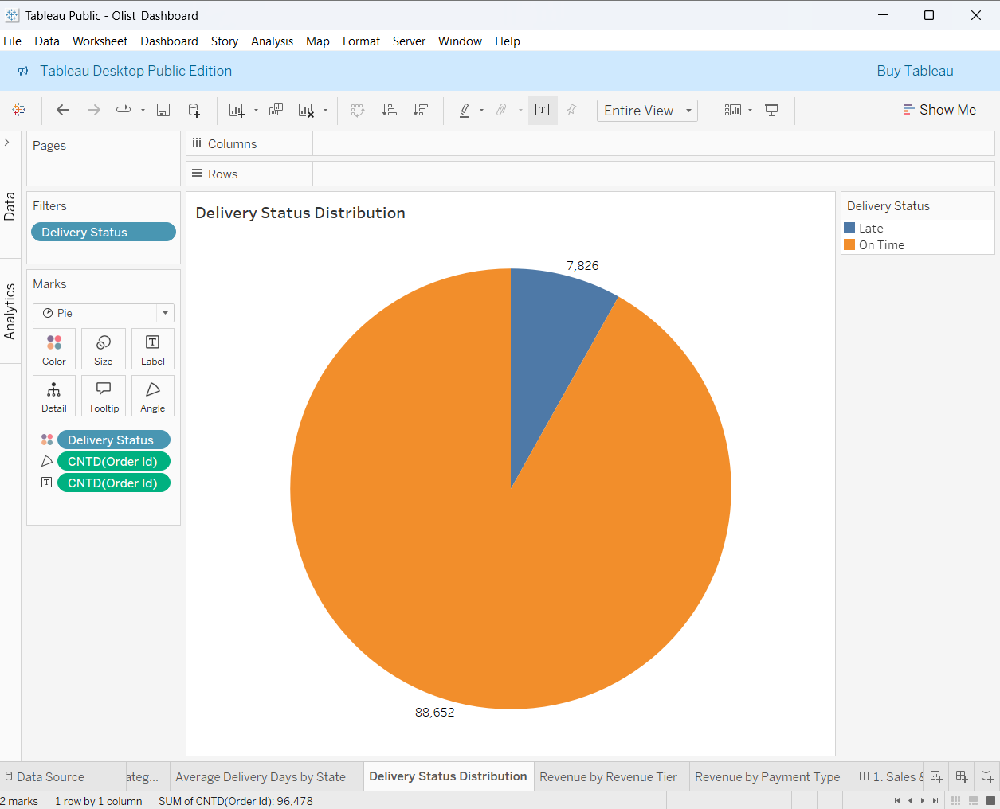 Tableau Public - Olist_Dashboard
File Data Worksheet Dashboard Story Analysis Map Format Server Window Help
Tableau Desktop Public Edition
Buy Tableau
Entire View
Show Me
Pages
Columns
Rows
Data
Analytics
Filters
Delivery Status
Marks
Pie
Color Size Label
Detail Tooltip Angle
Delivery Status
CNTD(Order Id)
CNTD(Order Id)
Delivery Status Distribution
7,826
88,652
Delivery Status
Late
On Time
Data Source ateg... Average Delivery Days by State Delivery Status Distribution Revenue by Revenue Tier Revenue by Payment Type 1. Sales &
2 marks 1 row by 1 column SUM of CNTD(Order Id): 96,478